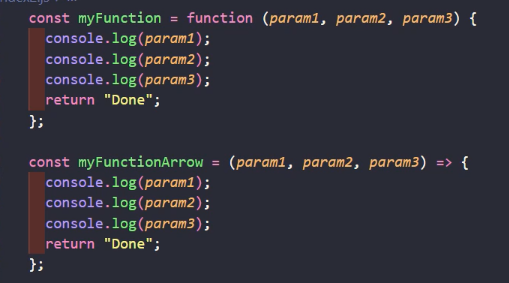 const myFunction = function (param1, param2, param3) {
  console.log(param1);
  console.log(param2);
  console.log(param3);
  return "Done";
};

const myFunctionArrow = (param1, param2, param3) => {
  console.log(param1);
  console.log(param2);
  console.log(param3);
  return "Done";
};